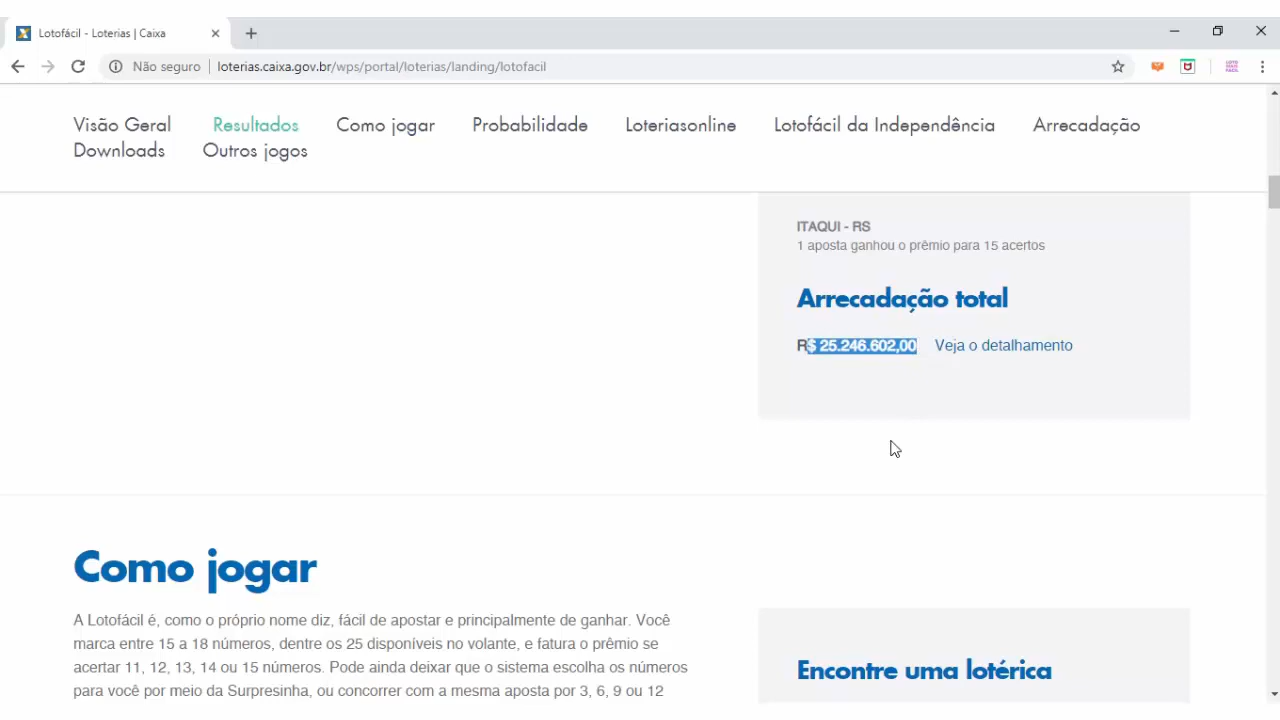 Lotofácil - Loterias | Caixa
Não seguro | loterias.caixa.gov.br/wps/portal/loterias/landing/lotofacil
Visão Geral Resultados Como jogar Probabilidade Loteriasonline Lotofácil da Independência Arrecadação
Downloads Outros jogos
ITAQUI - RS
1 aposta ganhou o prêmio para 15 acertos
Arrecadação total
R$ 25.246.602,00 Veja o detalhamento
Como jogar
A Lotofácil é, como o próprio nome diz, fácil de apostar e principalmente de ganhar. Você
marca entre 15 a 18 números, dentre os 25 disponíveis no volante, e fatura o prêmio se
acertar 11, 12, 13, 14 ou 15 números. Pode ainda deixar que o sistema escolha os números
para você por meio da Surpresinha, ou concorrer com a mesma aposta por 3, 6, 9 ou 12
Encontre uma lotérica